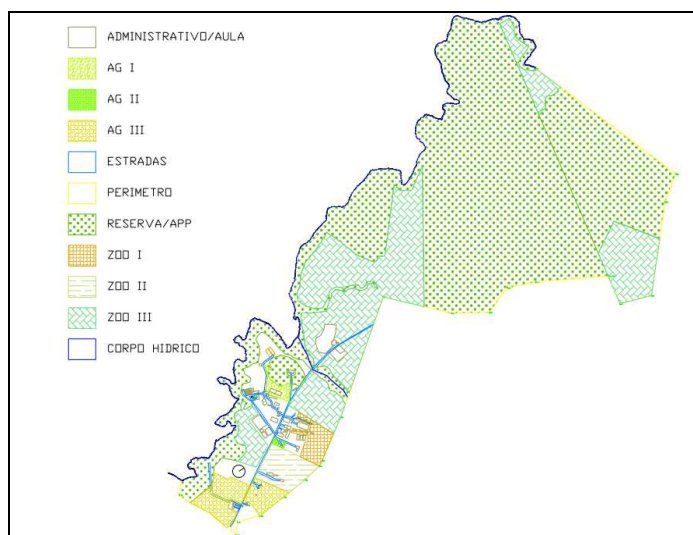 ADMINISTRATIVO/AULA
AG I
AG II
AG III
ESTRADAS
PERIMETRO
RESERVA/APP
ZOO I
ZOO II
ZOO III
CORPO HIDRICO